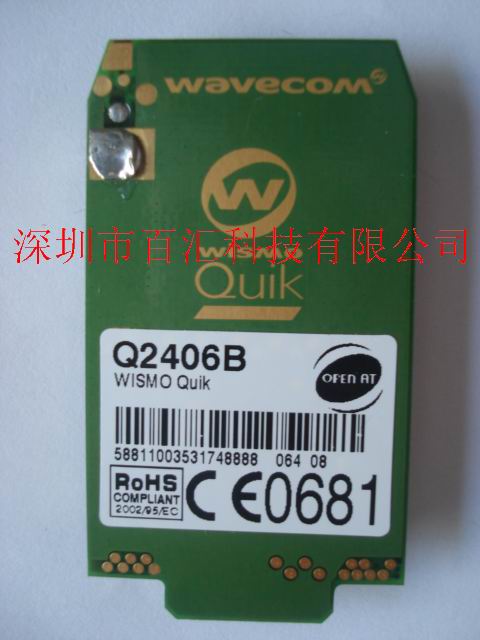 wavecom
W
深圳市百汇科技有限公司
WISMO
Quik
Q2406B
WISMO Quik
OPEN AT
58811003531748888 064 08
RoHS
COMPLIANT
2002/95/EC
CE0681